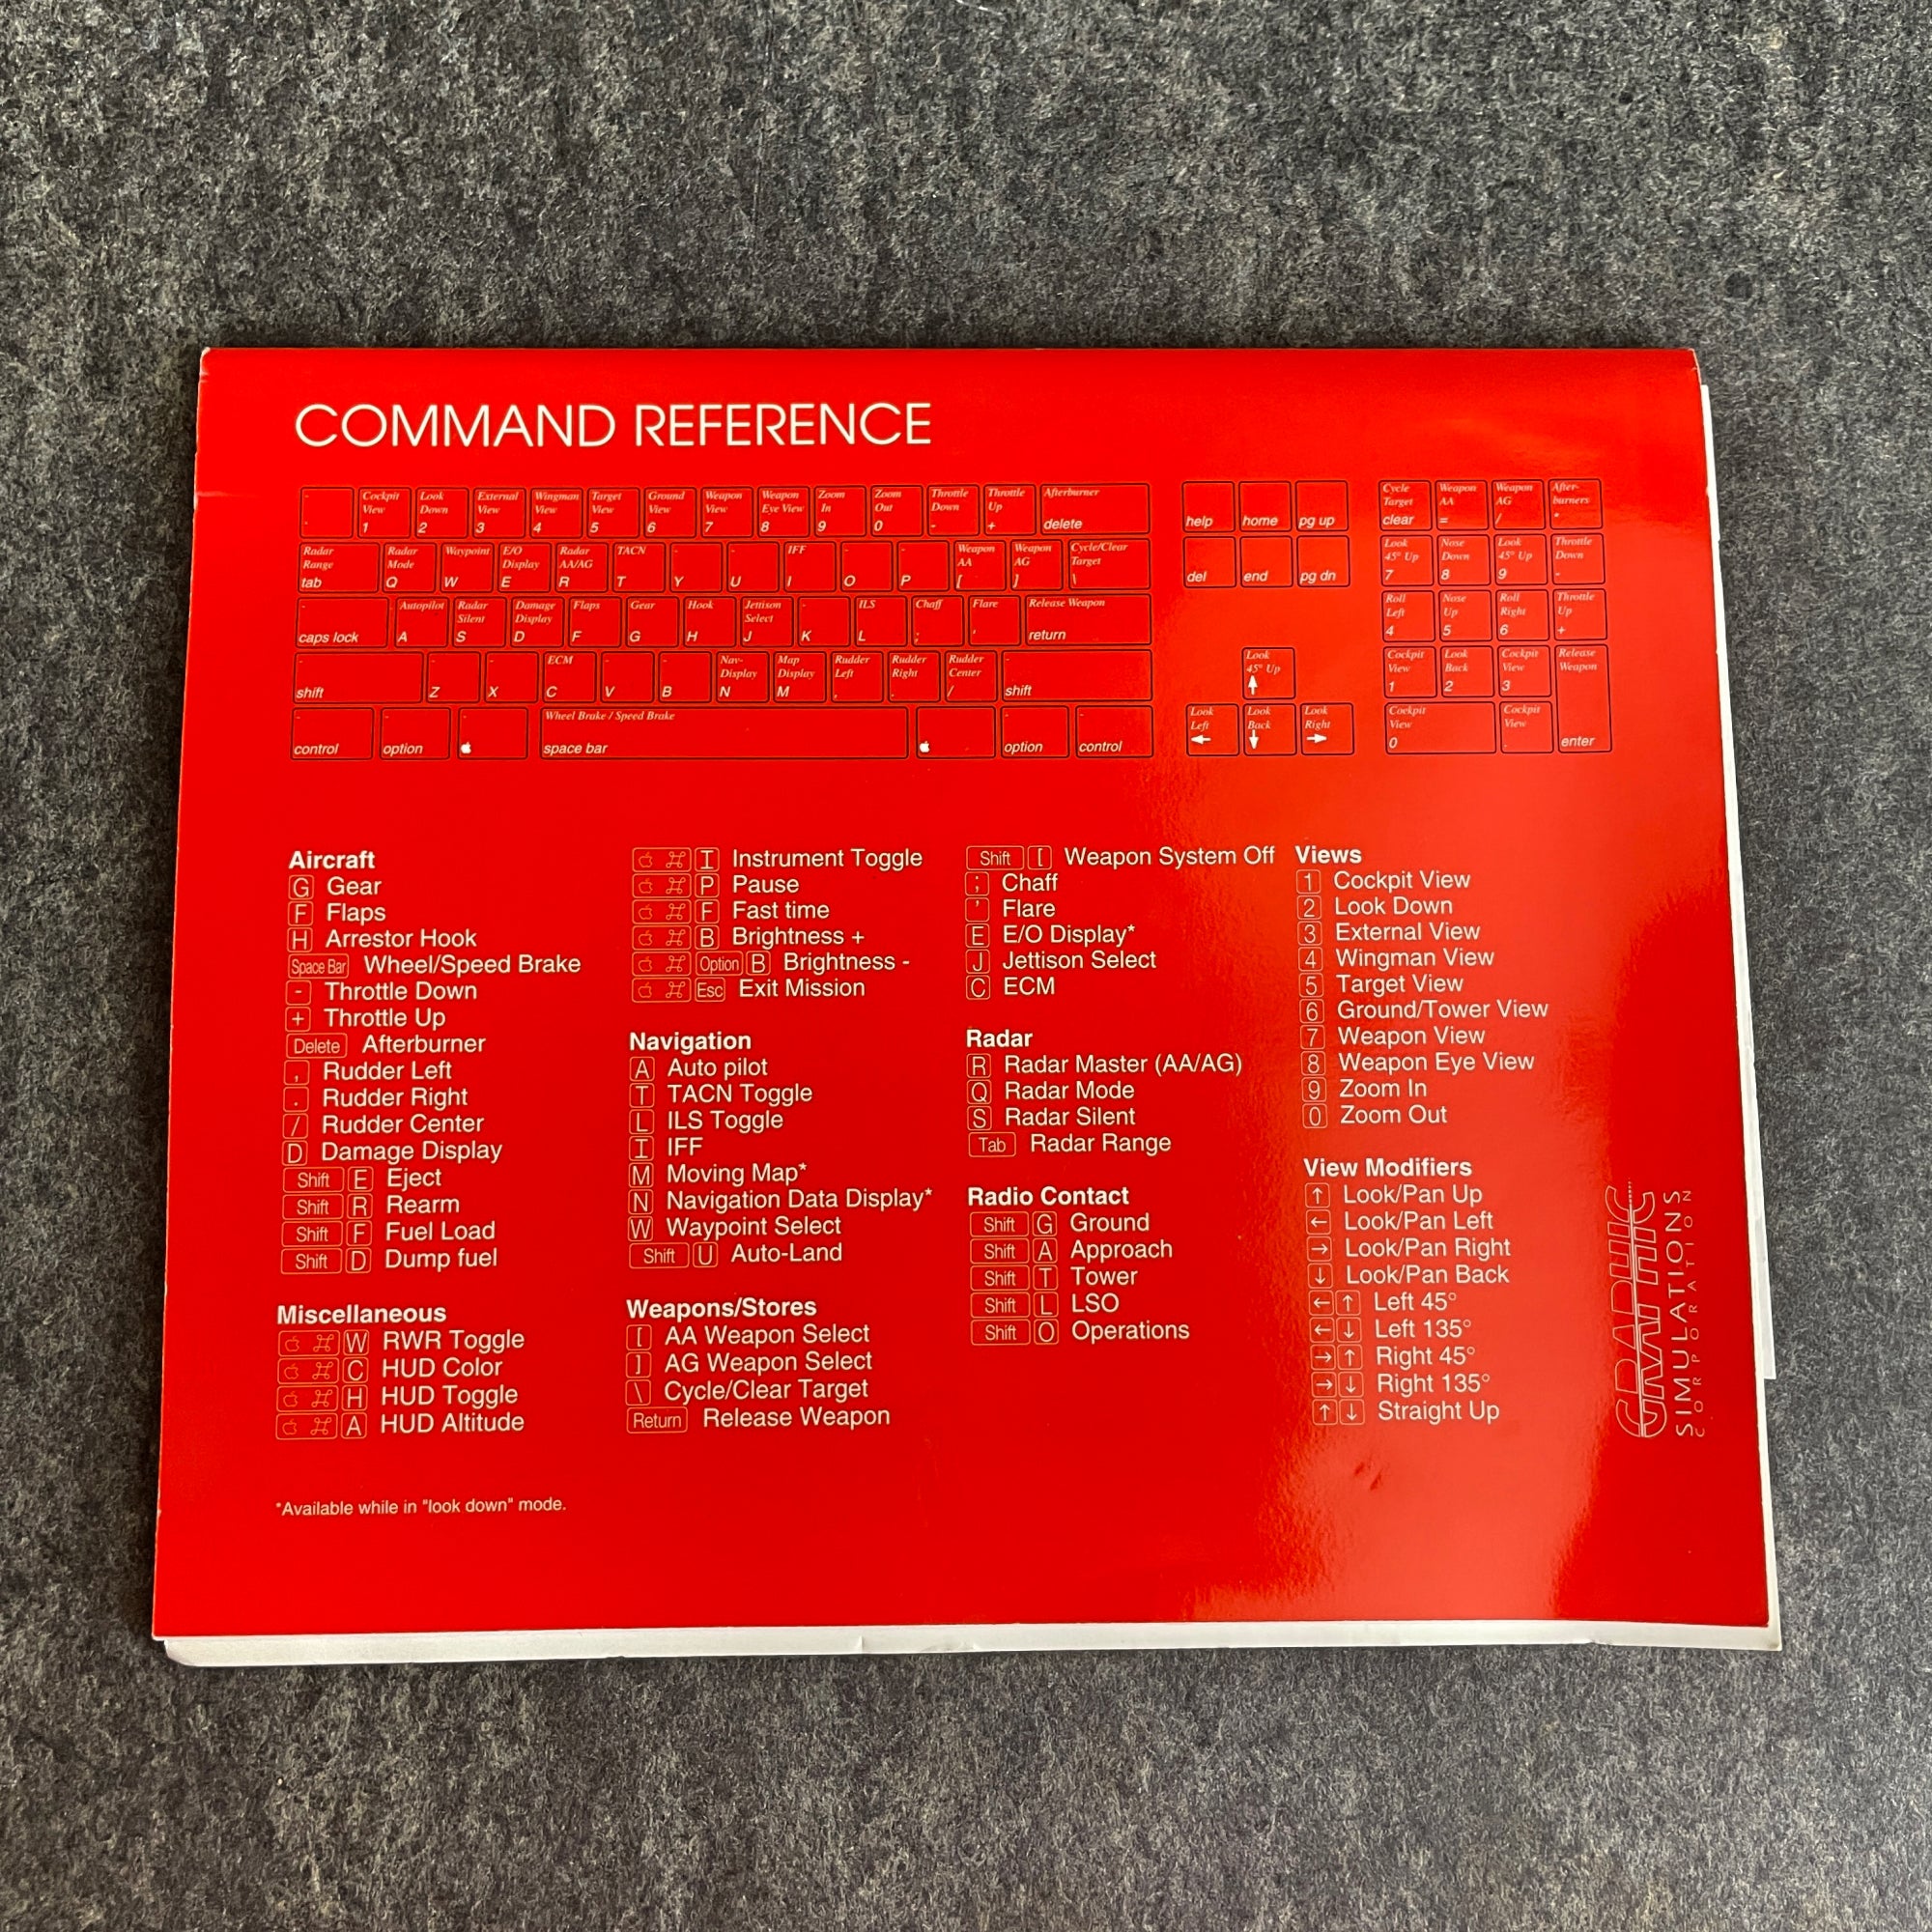 COMMAND REFERENCE
Cockpit View 1
Look Down 2
External View 3
Wingman View 4
Target View 5
Ground View 6
Weapon View 7
Weapon Eye View 8
Zoom In 9
Zoom Out 0
Throttle Down -
Throttle Up +
Afterburner delete
help
home
pg up
Cycle Target clear
Weapon AA =
Weapon AG /
After-burners *
Radar Range tab
Radar Mode Q
Waypoint W
E/O Display E
Radar AA/AG R
TACN T
Y
U
IFF I
O
P
Weapon AA [
Weapon AG ]
Cycle/Clear Target \
del
end
pg dn
Look 45° Up 7
Nose Down 8
Look 45° Up 9
Throttle Down -
caps lock
Autopilot A
Radar Silent S
Damage Display D
Flaps F
Gear G
Hook H
Jettison Select J
K
ILS L
Chaff ;
Flare '
Release Weapon return
Roll Left 4
Nose Up 5
Roll Right 6
Throttle Up +
shift
Z
X
ECM C
V
B
Nav-Display N
Map Display M
Rudder Left ,
Rudder Right .
Rudder Center /
shift
Look 45° Up ↑
Cockpit View 1
Look Back 2
Cockpit View 3
Release Weapon enter
control
option
Wheel Brake / Speed Brake space bar
option
control
Look Left ←
Look Back ↓
Look Right →
Cockpit View 0
Cockpit View .
Aircraft
G Gear
F Flaps
H Arrestor Hook
Space Bar Wheel/Speed Brake
- Throttle Down
+ Throttle Up
Delete Afterburner
, Rudder Left
. Rudder Right
/ Rudder Center
D Damage Display
Shift E Eject
Shift R Rearm
Shift F Fuel Load
Shift D Dump fuel
Miscellaneous
⌘ W RWR Toggle
⌘ C HUD Color
⌘ H HUD Toggle
⌘ A HUD Altitude
⌘ I Instrument Toggle
⌘ P Pause
⌘ F Fast time
⌘ B Brightness +
⌘ Option B Brightness -
⌘ Esc Exit Mission
Navigation
A Auto pilot
T TACN Toggle
L ILS Toggle
I IFF
M Moving Map*
N Navigation Data Display*
W Waypoint Select
Shift U Auto-Land
Weapons/Stores
[ AA Weapon Select
] AG Weapon Select
\ Cycle/Clear Target
Return Release Weapon
Shift [ Weapon System Off
; Chaff
' Flare
E E/O Display*
J Jettison Select
C ECM
Radar
R Radar Master (AA/AG)
Q Radar Mode
S Radar Silent
Tab Radar Range
Radio Contact
Shift G Ground
Shift A Approach
Shift T Tower
Shift L LSO
Shift O Operations
Views
1 Cockpit View
2 Look Down
3 External View
4 Wingman View
5 Target View
6 Ground/Tower View
7 Weapon View
8 Weapon Eye View
9 Zoom In
0 Zoom Out
View Modifiers
↑ Look/Pan Up
← Look/Pan Left
→ Look/Pan Right
↓ Look/Pan Back
←↑ Left 45°
←↓ Left 135°
→↑ Right 45°
→↓ Right 135°
↑↓ Straight Up
GRAPHIC
SIMULATIONS
CORPORATION
*Available while in "look down" mode.